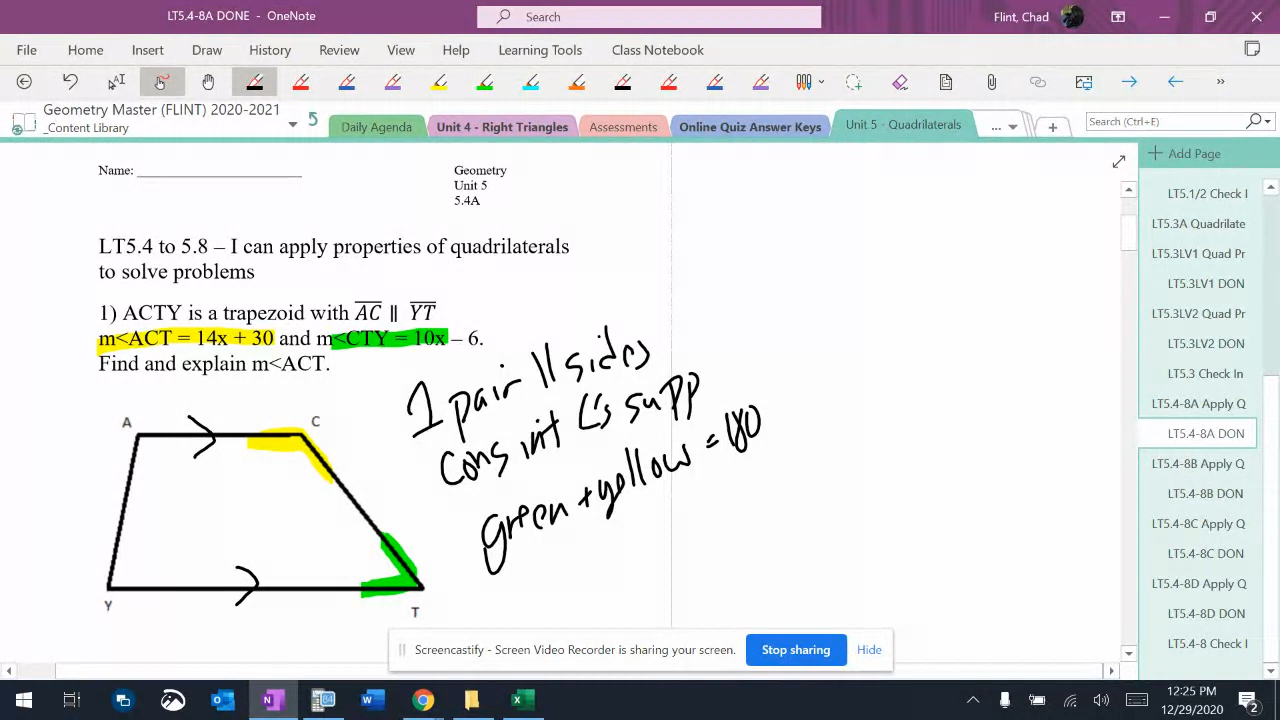 LT5.4-8A DONE - OneNote
Search
Flint, Chad
File Home Insert Draw History Review View Help Learning Tools Class Notebook
Geometry Master (FLINT) 2020-2021
_Content Library
Daily Agenda
Unit 4 - Right Triangles
Assessments
Online Quiz Answer Keys
Unit 5 - Quadrilaterals
...
Search (Ctrl+E)
Add Page
LT5.1/2 Check I
LT5.3A Quadrilate
LT5.3LV1 Quad Pr
LT5.3LV1 DON
LT5.3LV2 Quad Pr
LT5.3LV2 DON
LT5.3 Check In
LT5.4-8A Apply Q
LT5.4-8A DON
LT5.4-8B Apply Q
LT5.4-8B DON
LT5.4-8C Apply Q
LT5.4-8C DON
LT5.4-8D Apply Q
LT5.4-8D DON
LT5.4-8 Check I
Name: ____________________
Geometry
Unit 5
5.4A
LT5.4 to 5.8 – I can apply properties of quadrilaterals
to solve problems
1) ACTY is a trapezoid with A̅C̅ ∥ Y̅T̅
m<ACT = 14x + 30 and m<CTY = 10x – 6.
Find and explain m<ACT.
1 pair // sides
cons int ∠'s supp
green + yellow = 180
A
C
Y
T
Screencastify - Screen Video Recorder is sharing your screen.
Stop sharing
Hide
12:25 PM
12/29/2020
2